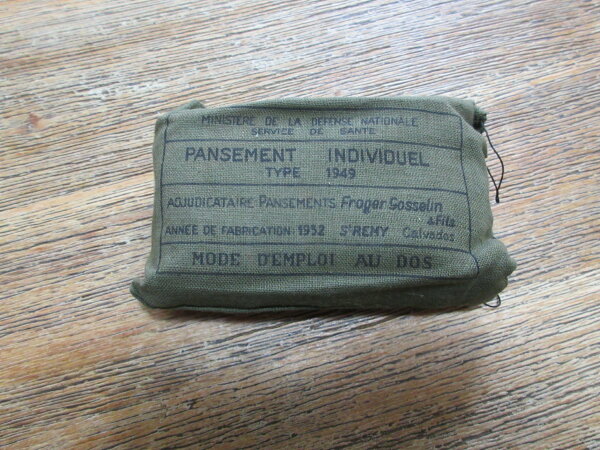 MINISTERE DE LA DEFENSE NATIONALE
SERVICE DE SANTE
PANSEMENT INDIVIDUEL
TYPE 1949
ADJUDICATAIRE PANSEMENTS Froger Gosselin
& Fils
ANNÉE DE FABRICATION 1952 St REMY Calvados
MODE D'EMPLOI AU DOS